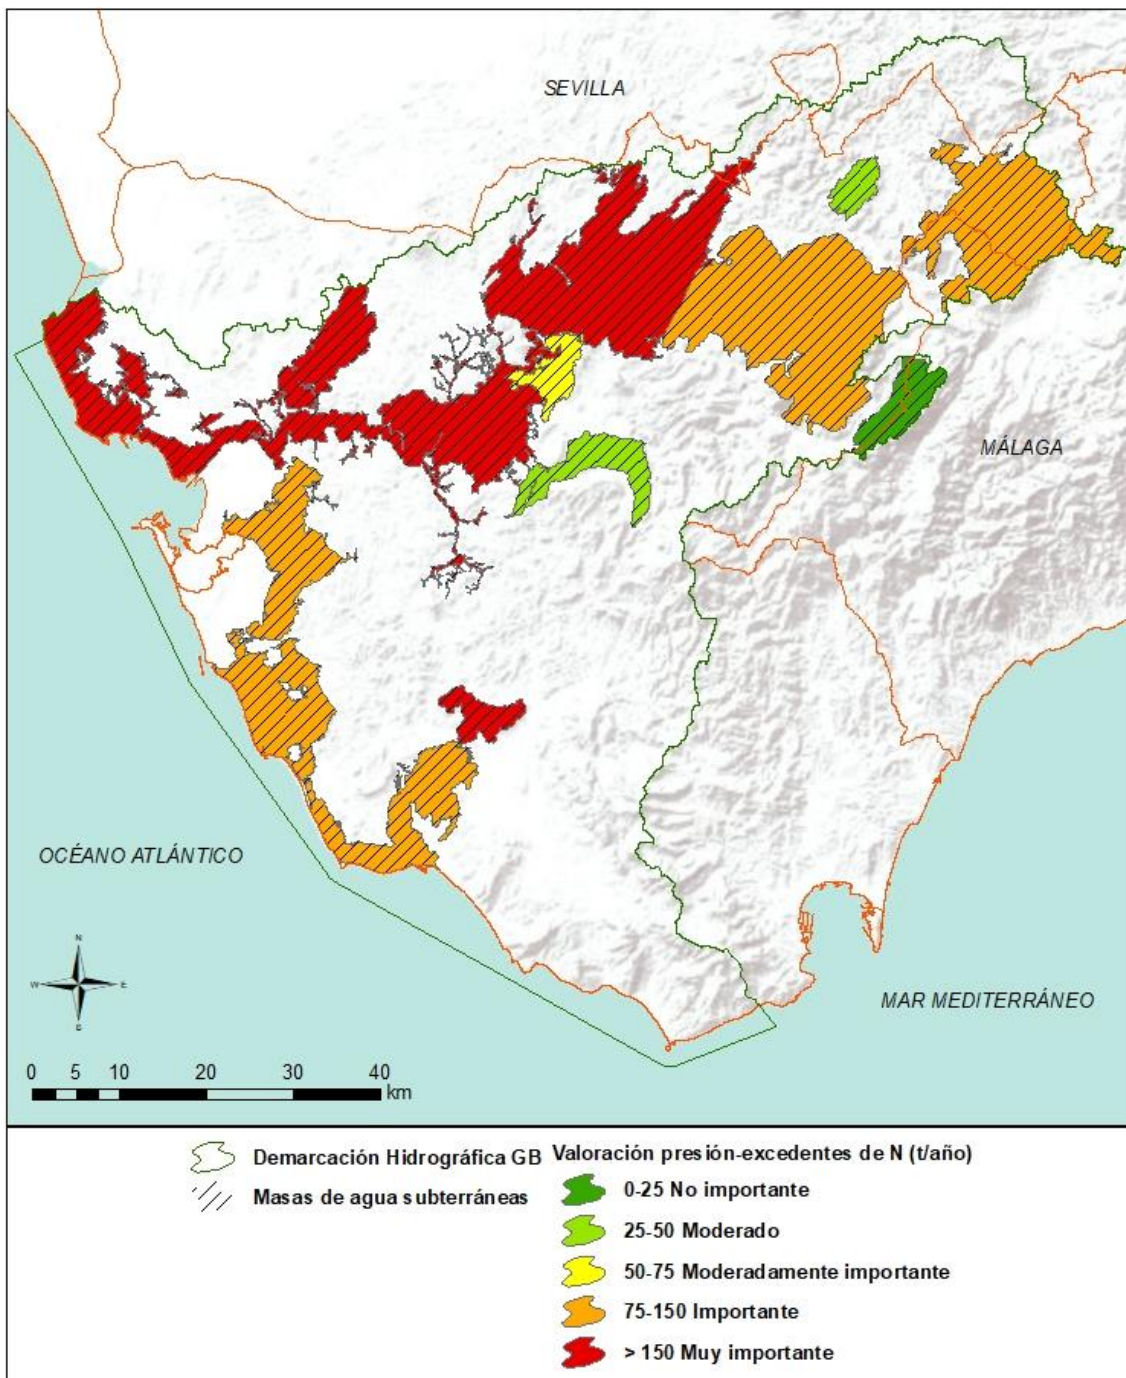 SEVILLA
MÁLAGA
OCÉANO ATLÁNTICO
N
W
E
S
MAR MEDITERRÁNEO
0 5 10 20 30 40
km
Demarcación Hidrográfica GB
Masas de agua subterráneas
Valoración presión-excedentes de N (t/año)
0-25 No importante
25-50 Moderado
50-75 Moderadamente importante
75-150 Importante
> 150 Muy importante